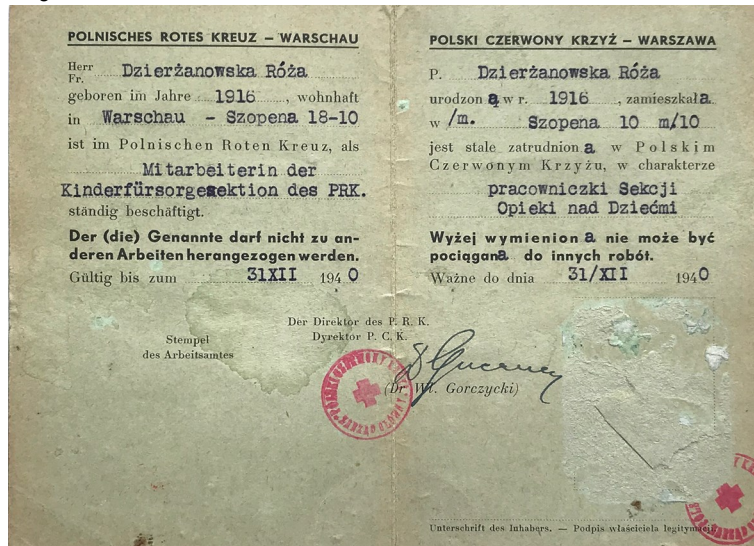 POLNISCHES ROTES KREUZ – WARSCHAU
Herr
Fr. Dzierżanowska Róża
geboren im Jahre 1916, wohnhaft
in Warschau - Szopena 18-10
ist im Polnischen Roten Kreuz, als
Mitarbeiterin der
Kinderfürsorgesektion des PRK.
ständig beschäftigt.
Der (die) Genannte darf nicht zu an-
deren Arbeiten herangezogen werden.
Gültig bis zum 31XII 1940
Stempel
des Arbeitsamtes
POLSKI CZERWONY KRZYŻ – WARSZAWA
P. Dzierżanowska Róża
urodzoną w r. 1916, zamieszkała
w /m. Szopena 10 m/10
jest stale zatrudniona w Polskim
Czerwonym Krzyżu, w charakterze
pracowniczki Sekcji
Opieki nad Dziećmi
Wyżej wymieniona nie może być
pociągana do innych robót.
Ważne do dnia 31/XII 1940
Der Direktor des P. R. K.
Dyrektor P. C. K.
(Dr Wł. Gorczycki)
Unterschrift des Inhabers. — Podpis właściciela legitymacji